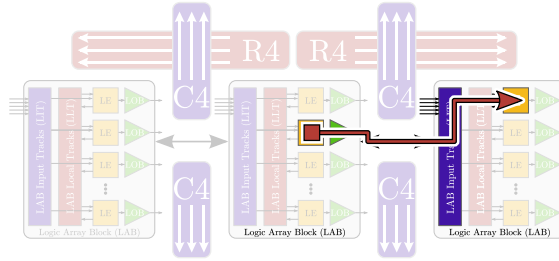 R4 R4
C4 C4
LAB Input Tracks (LIT) LAB Local Tracks (LLT) LE LOB
LE LOB
LE LOB
LE LOB
Logic Array Block (LAB)
LAB Input Tracks (LIT) LAB Local Tracks (LLT) LE LOB
LE
LE LOB
LE LOB
Logic Array Block (LAB)
LAB Input Tracks (LIT) LAB Local Tracks (LLT)
LE LOB
LE LOB
LE LOB
Logic Array Block (LAB)
C4 C4